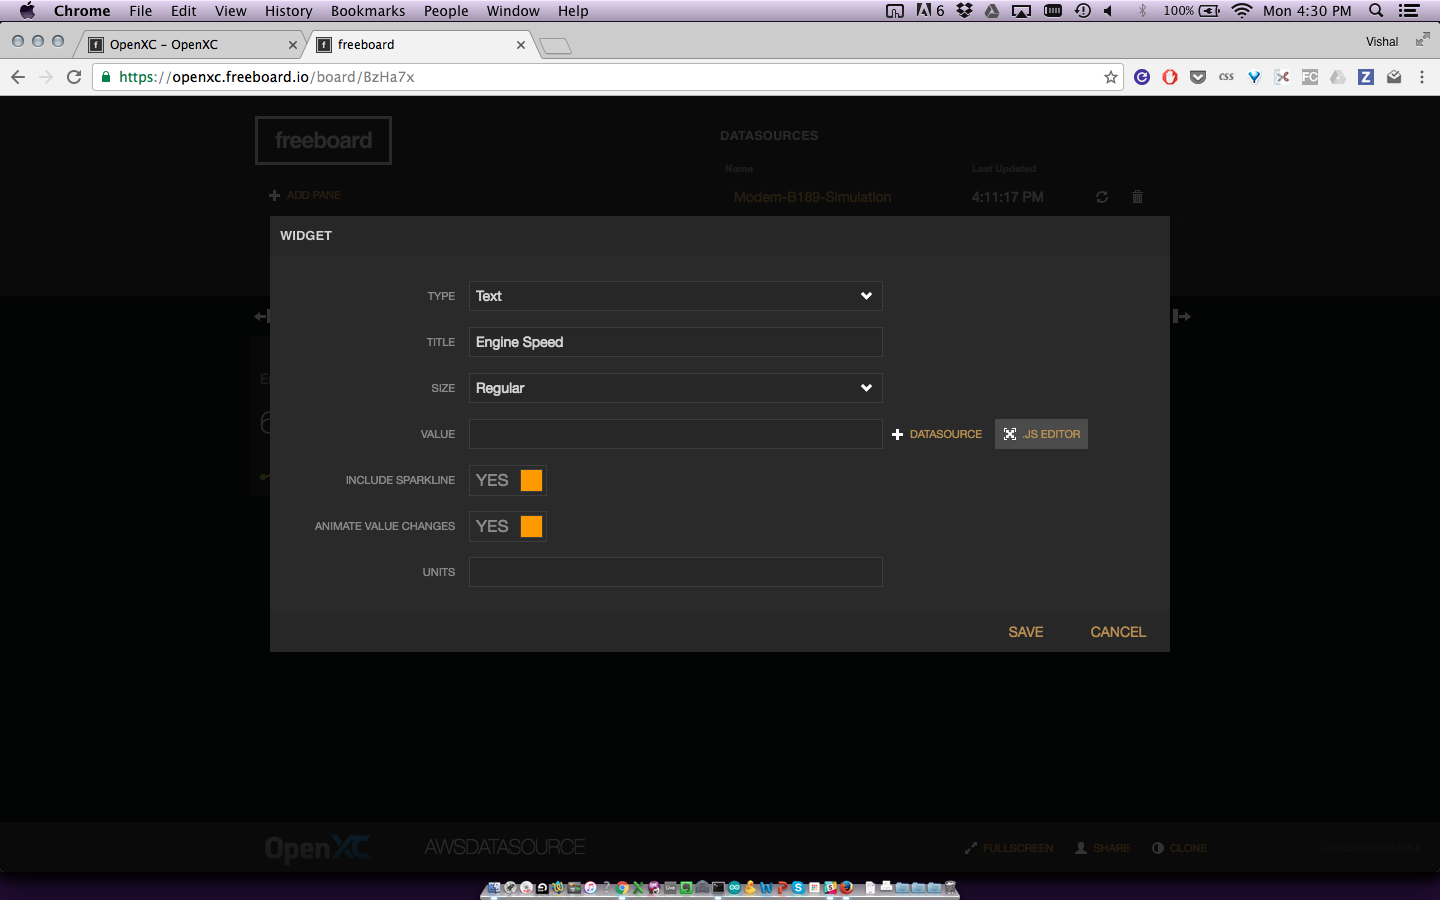 Chrome File Edit View History Bookmarks People Window Help 6 100% Mon 4:30 PM
OpenXC - OpenXC
freeboard
Vishal
https://openxc.freeboard.io/board/BzHa7x
css
FC
Z
freeboard
DATASOURCES
Name Last Updated
ADD PANE
Modem-B189-Simulation 4:11:17 PM
WIDGET
TYPE Text
TITLE Engine Speed
SIZE Regular
VALUE
DATASOURCE
.JS EDITOR
INCLUDE SPARKLINE YES
ANIMATE VALUE CHANGES YES
UNITS
SAVE CANCEL
OpenXC AWSDATASOURCE
FULLSCREEN SHARE CLONE